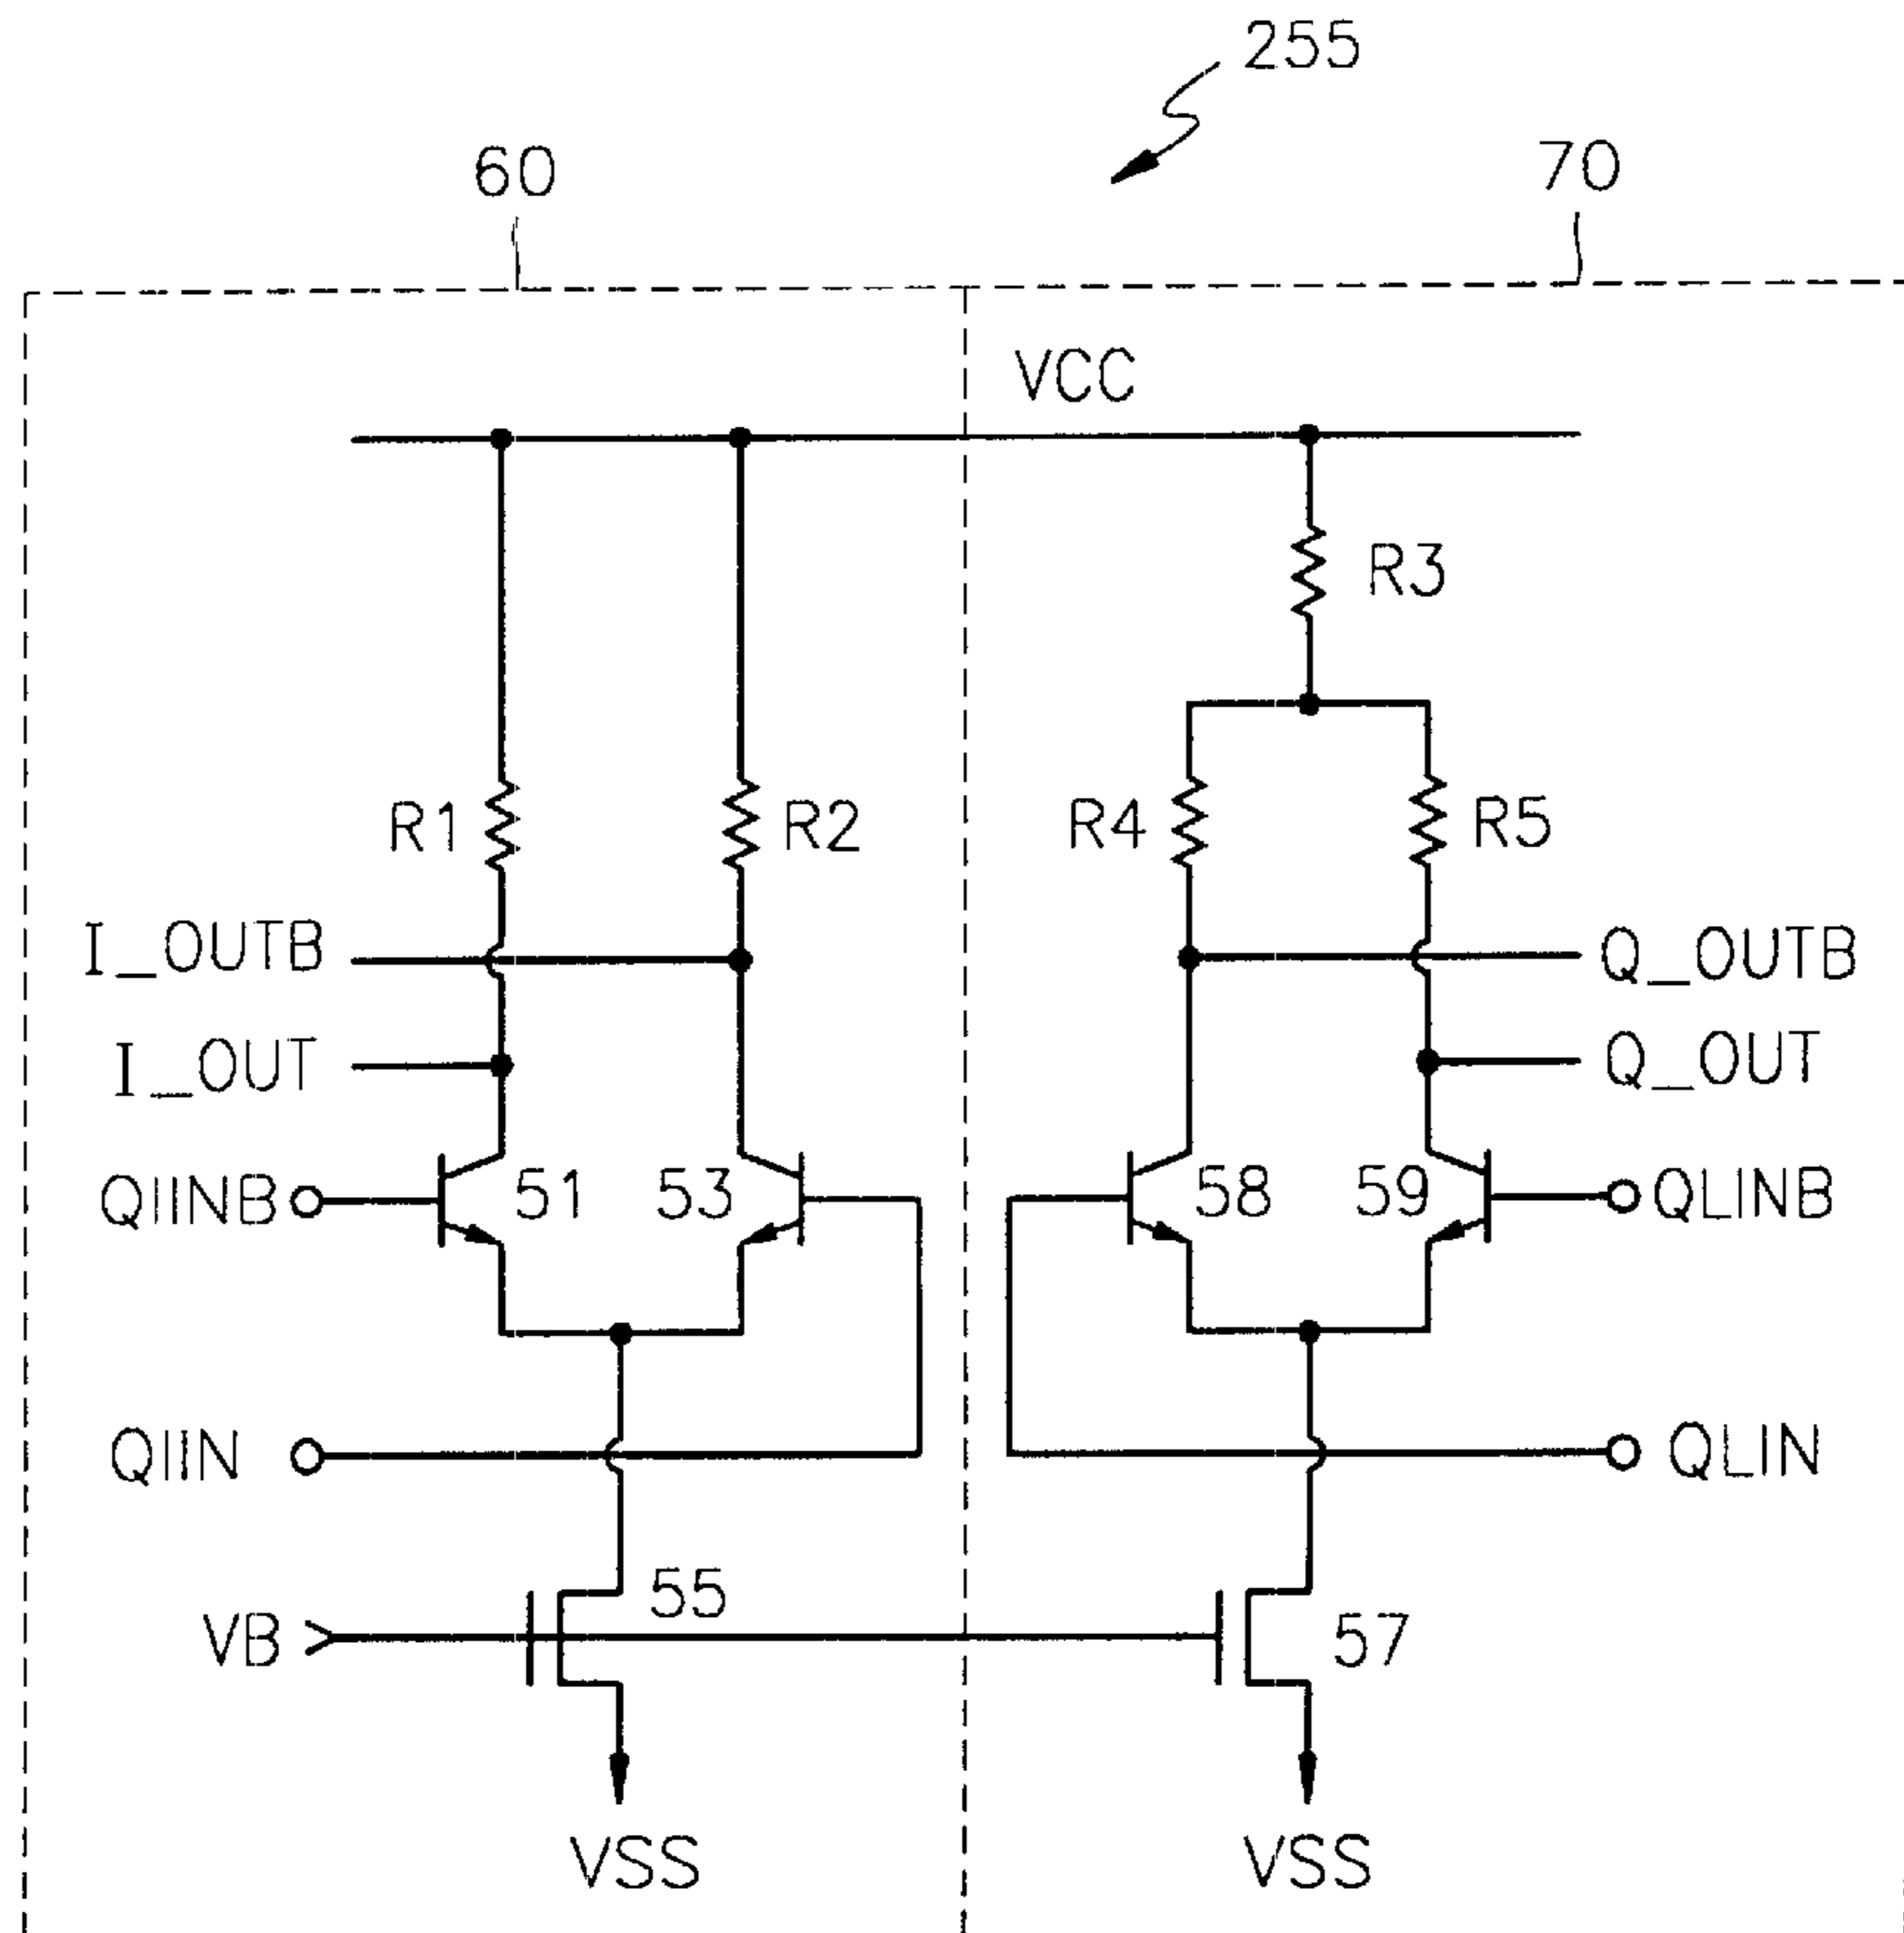 255
60
70
VCC
R3
R1
R2
R4
R5
I_OUTB
Q_OUTB
I_OUT
Q_OUT
QIINB
51
53
58
59
QLINB
QIIN
QLIN
55
VB
57
VSS
VSS